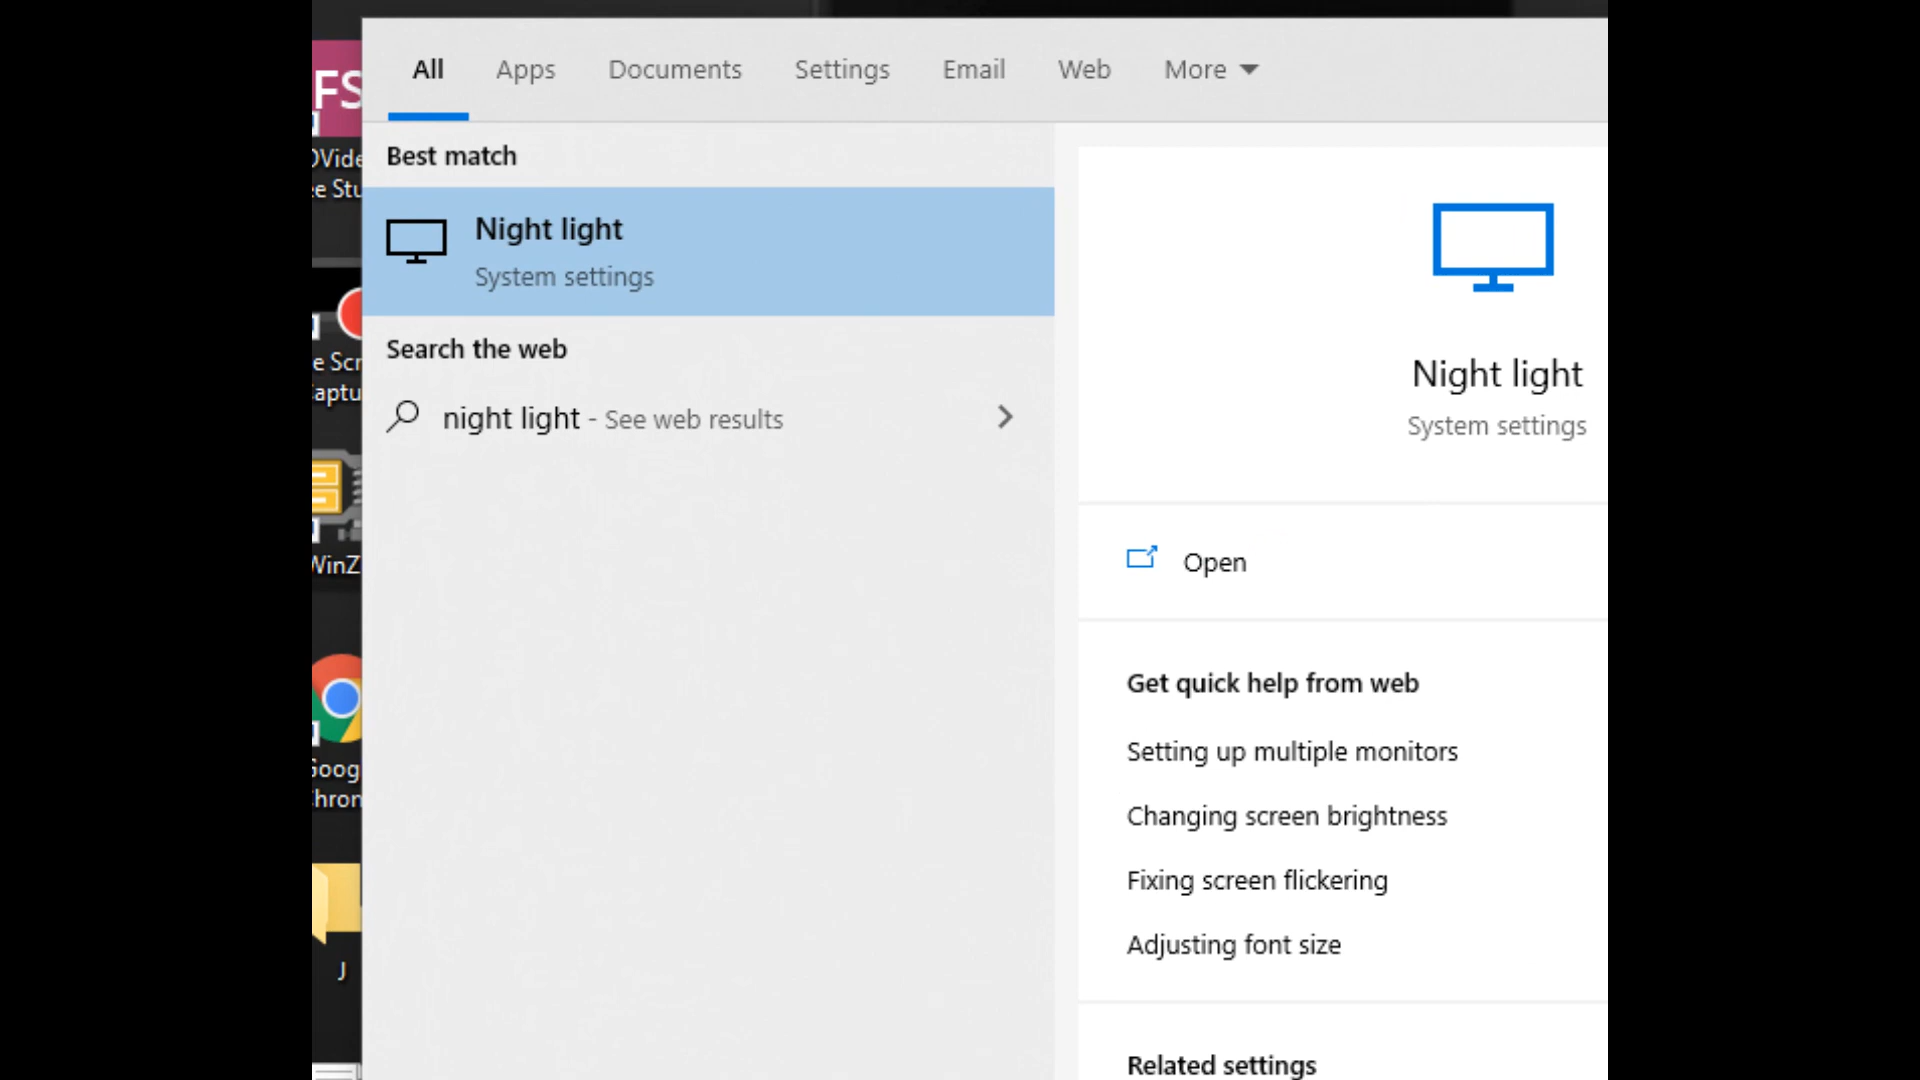 All Apps Documents Settings Email Web More
Best match
Night light
System settings
Search the web
night light - See web results
Night light
System settings
Open
Get quick help from web
Setting up multiple monitors
Changing screen brightness
Fixing screen flickering
Adjusting font size
Related settings
FS
J